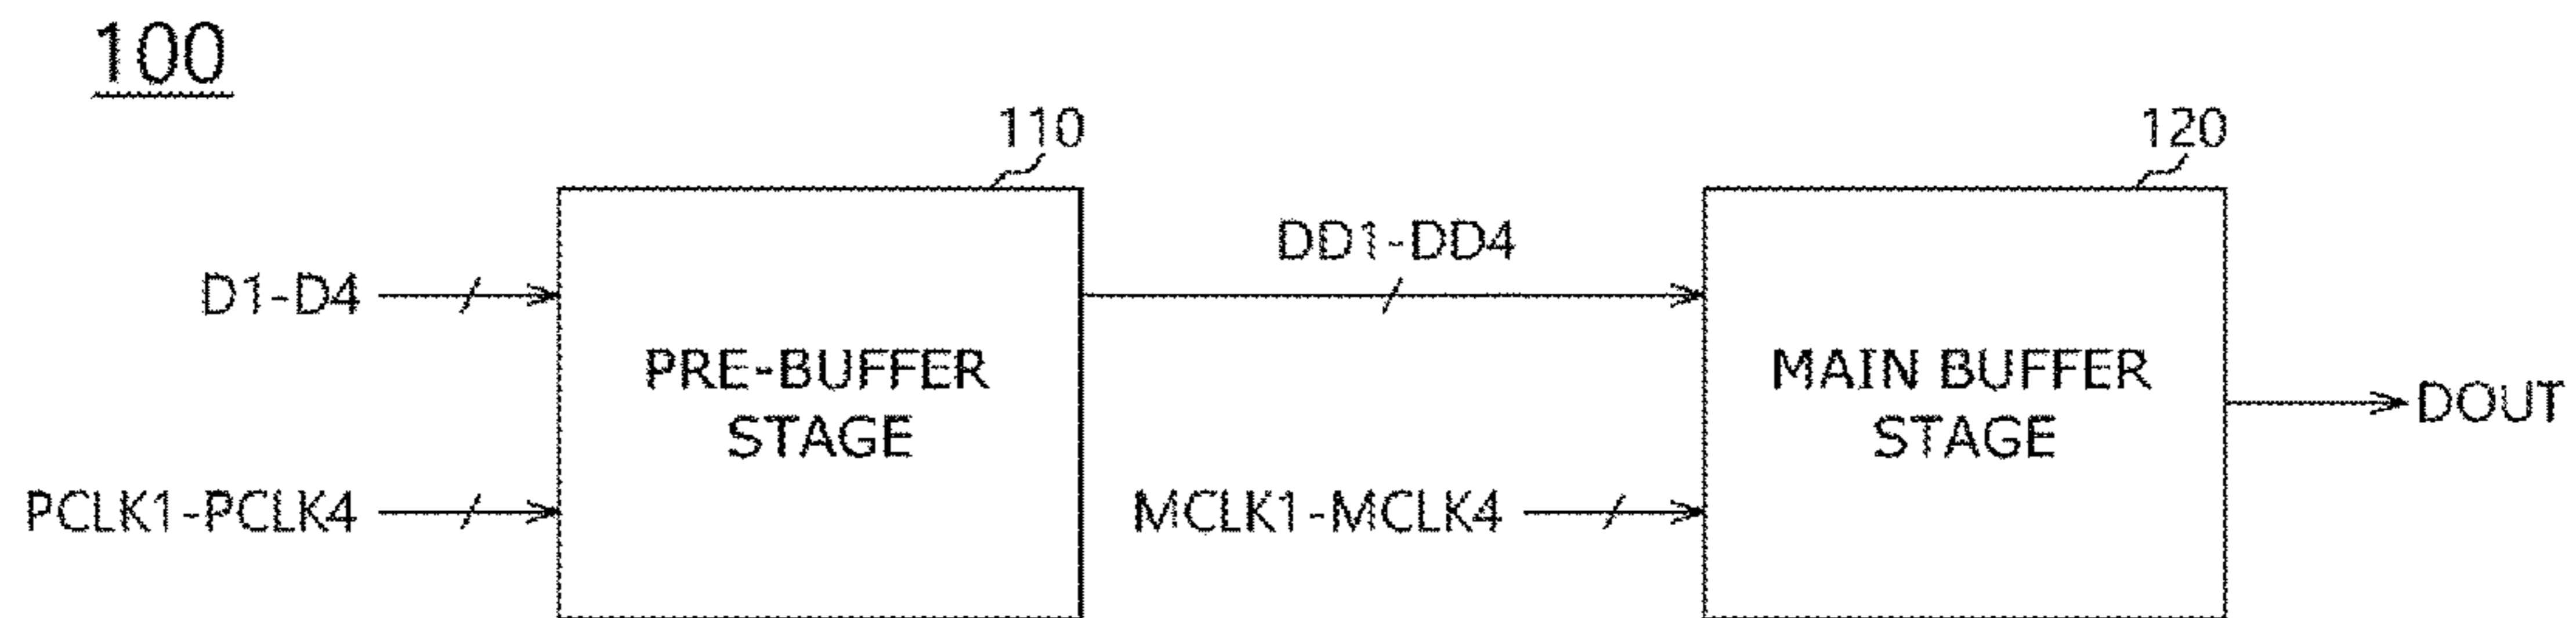 100
110
120
D1-D4
DD1-DD4
PRE-BUFFER
STAGE
MAIN BUFFER
STAGE
DOUT
PCLK1-PCLK4
MCLK1-MCLK4